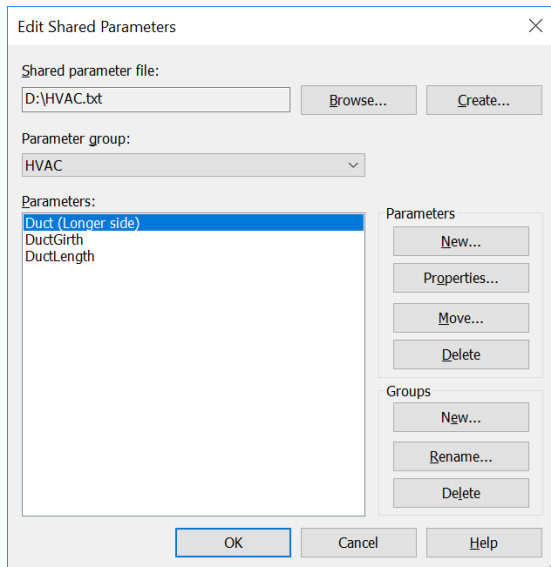 Edit Shared Parameters
Shared parameter file:
D:\HVAC.txt
Browse...
Create...
Parameter group:
HVAC
Parameters:
Duct (Longer side)
DuctGirth
DuctLength
Parameters
New...
Properties...
Move...
Delete
Groups
New...
Rename...
Delete
OK
Cancel
Help